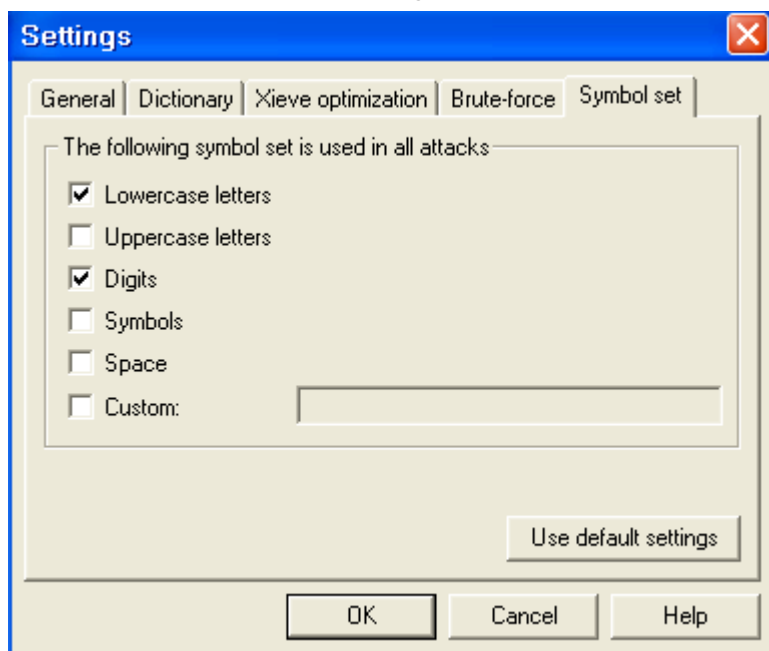 Settings
General Dictionary Xieve optimization Brute-force Symbol set
The following symbol set is used in all attacks
Lowercase letters
Uppercase letters
Digits
Symbols
Space
Custom:
Use default settings
OK Cancel Help